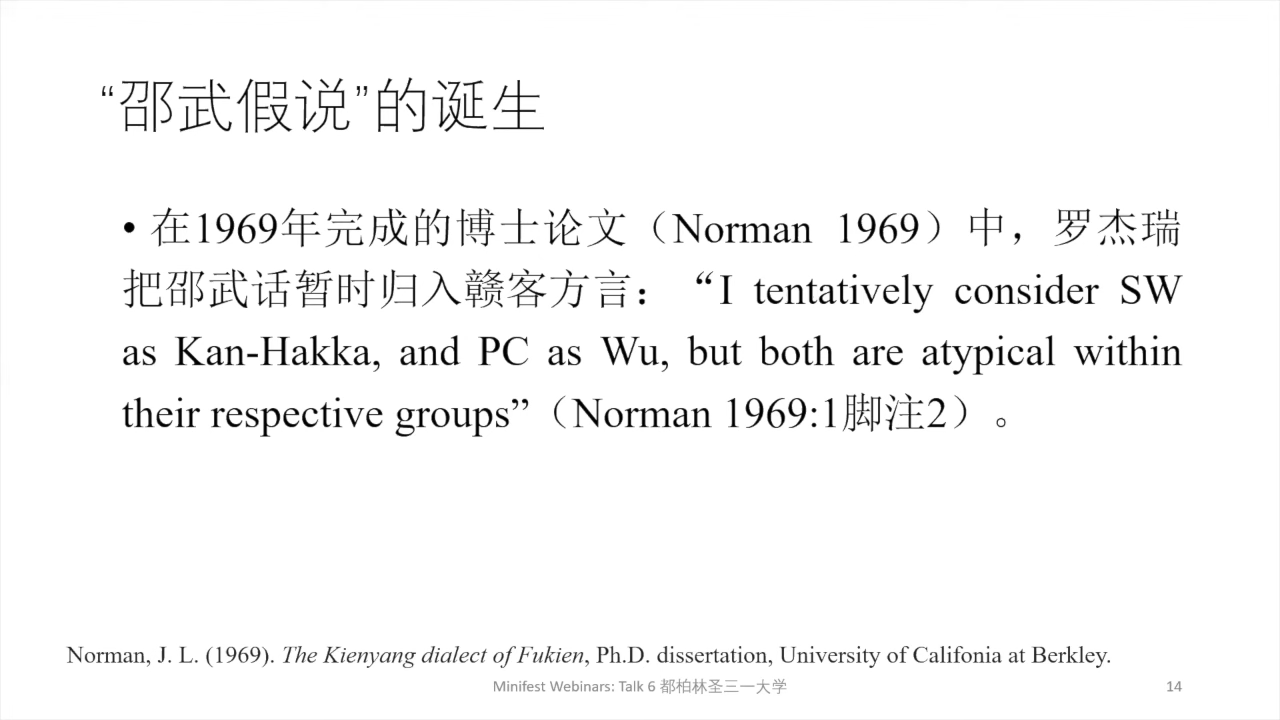 “邵武假说”的诞生
• 在1969年完成的博士论文（Norman 1969）中，罗杰瑞
把邵武话暂时归入赣客方言：“I tentatively consider SW
as Kan-Hakka, and PC as Wu, but both are atypical within
their respective groups”（Norman 1969:1脚注2）。
Norman, J. L. (1969). The Kienyang dialect of Fukien, Ph.D. dissertation, University of Califonia at Berkley.
Minifest Webinars: Talk 6 都柏林圣三一大学
14